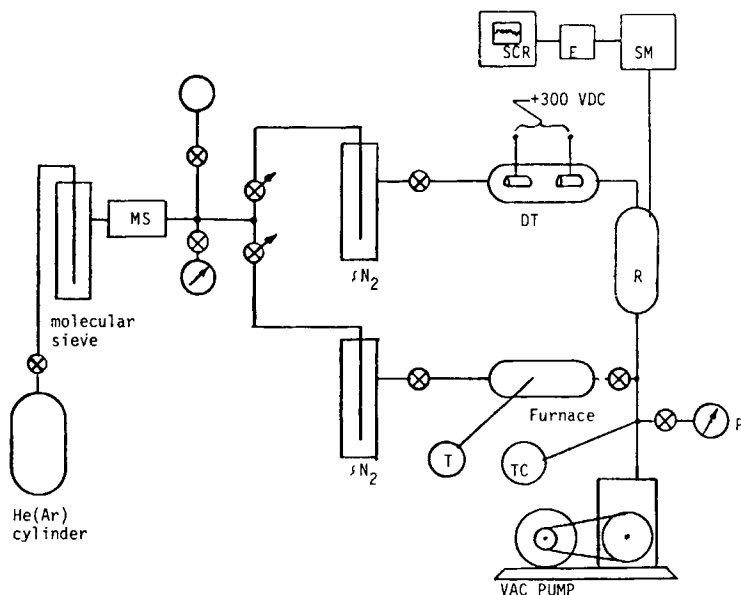 SCR
E
SM
+300 VDC
MS
DT
ℓN₂
R
molecular
sieve
Furnace
P
T
TC
ℓN₂
He(Ar)
cylinder
VAC PUMP